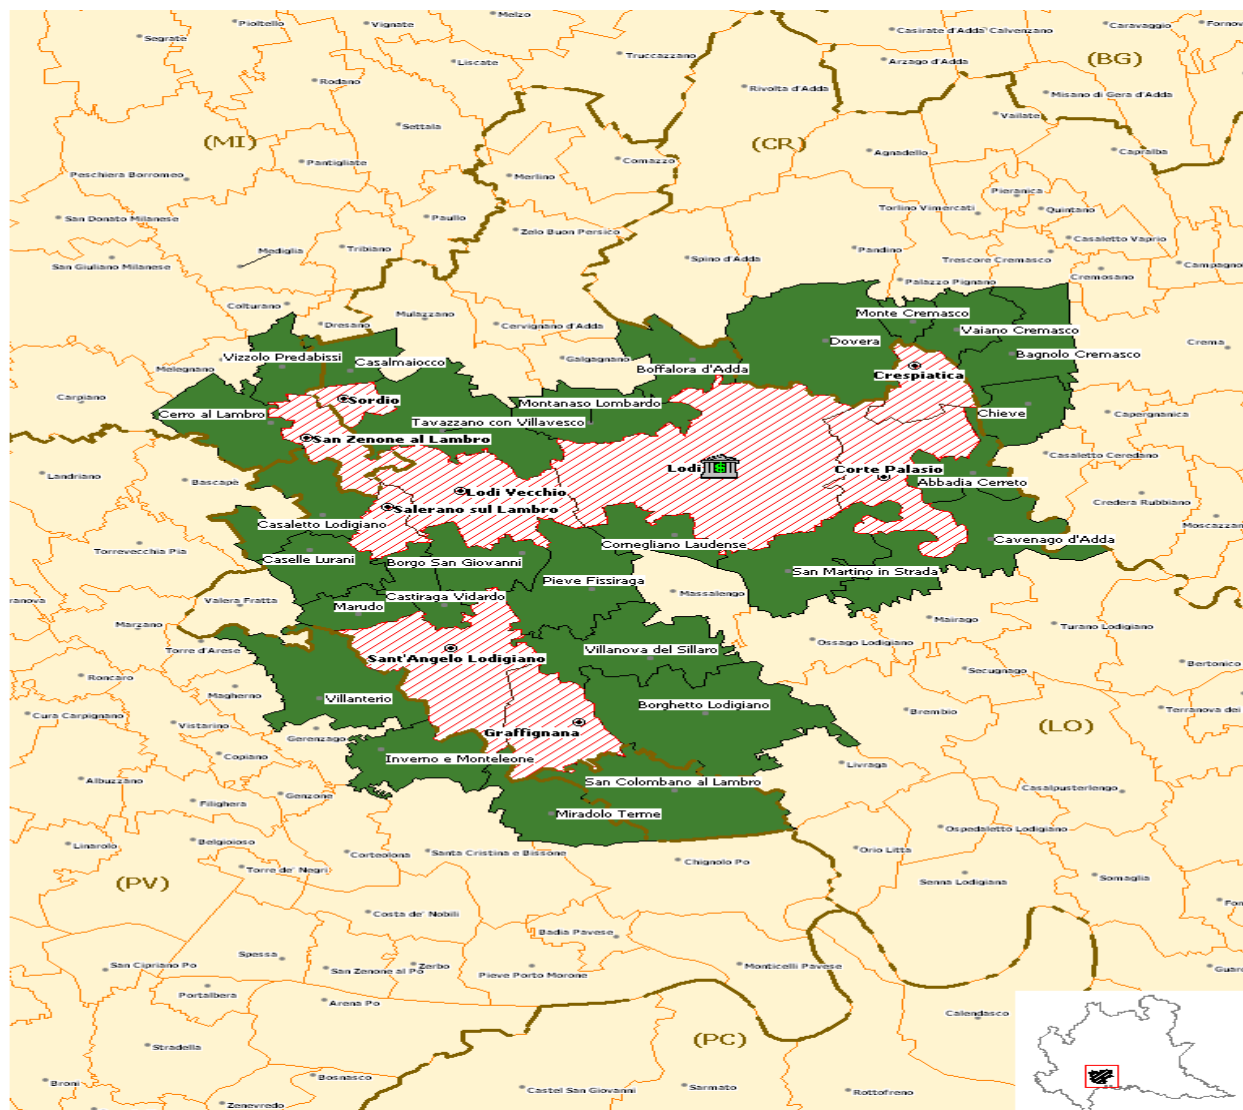 Melzo
Pioltello
Vignate
Casirate d'Adda
Calvenzano
Caravaggio
Fornov
Segrate
Truccazzano
Liscate
Arzago d'Adda
(BG)
Rodano
Rivolta d'Adda
Misano di Gera d'Adda
Settala
Vailate
(MI)
(CR)
Agnadello
Capralba
Pantigliate
Comazzo
Peschiera Borromeo
Merlino
Pieranica
San Donato Milanese
Paullo
Torlino Vimercati
Quintano
Zelo Buon Persico
Casaletto Vaprio
Mediglia
Tribiano
Pandino
San Giuliano Milanese
Spino d'Adda
Trescore Cremasco
Campagno
Cremosano
Palazzo Pignano
Colturano
Mulazzano
Monte Cremasco
Dresano
Cervignano d'Adda
Vaiano Cremasco
Dovera
Crema
Vizzolo Predabissi
Casalmaiocco
Galgagnano
Bagnolo Cremasco
Melegnano
Boffalora d'Adda
Crespiatica
Carpiano
Sordio
Montanaso Lombardo
Cerro al Lambro
Chieve
Capergnanica
Tavazzano con Villavesco
San Zenone al Lambro
Casaletto Ceredano
Landriano
Lodi
Corte Palasio
Bascapè
Abbadia Cerreto
Lodi Vecchio
Credera Rubbiano
Salerano sul Lambro
Casaletto Lodigiano
Moscazzan
Cavenago d'Adda
Torrevecchia Pia
Cornegliano Laudense
Caselle Lurani
Borgo San Giovanni
San Martino in Strada
Pieve Fissiraga
Massalengo
Castiraga Vidardo
ranova
Valera Fratta
Marudo
Mairago
Marzano
Turano Lodigiano
Ossago Lodigiano
Torre d'Arese
Villanova del Sillaro
Sant'Angelo Lodigiano
Bertonico
Secugnago
Roncaro
Magherno
Villanterio
Borghetto Lodigiano
Terranova dei
Brembio
Cura Carpignano
Vistarino
(LO)
Gerenzago
Graffignana
Copiano
Inverno e Monteleone
Livraga
Albuzzano
San Colombano al Lambro
Casalpusterlengo
Genzone
Filighera
Miradolo Terme
Ospedaletto Lodigiano
Belgioioso
Linarolo
Corteolona
Santa Cristina e Bissone
Orio Litta
Chignolo Po
Torre de' Negri
Somaglia
(PV)
Senna Lodigiana
Fon
Costa de' Nobili
Badia Pavese
Spessa
San Cipriano Po
San Zenone al Po
Zerbo
Pieve Porto Morone
Monticelli Pavese
Guard
Portalbera
Arena Po
Calendasco
(PC)
Stradella
Bosnasco
Broni
Castel San Giovanni
Sarmato
Rottofreno
Zenevredo